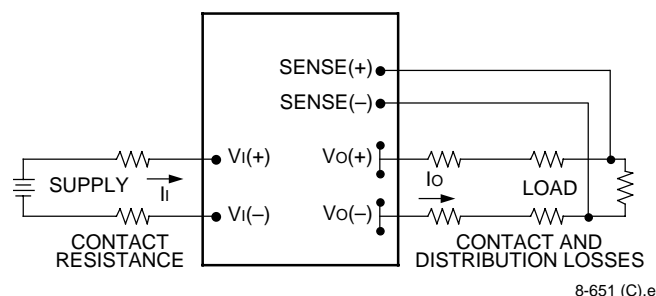 SENSE(+)
SENSE(–)
SUPPLY
II
VI(+)
VO(+)
IO
LOAD
VI(–)
VO(–)
CONTACT
RESISTANCE
CONTACT AND
DISTRIBUTION LOSSES
8-651 (C).e